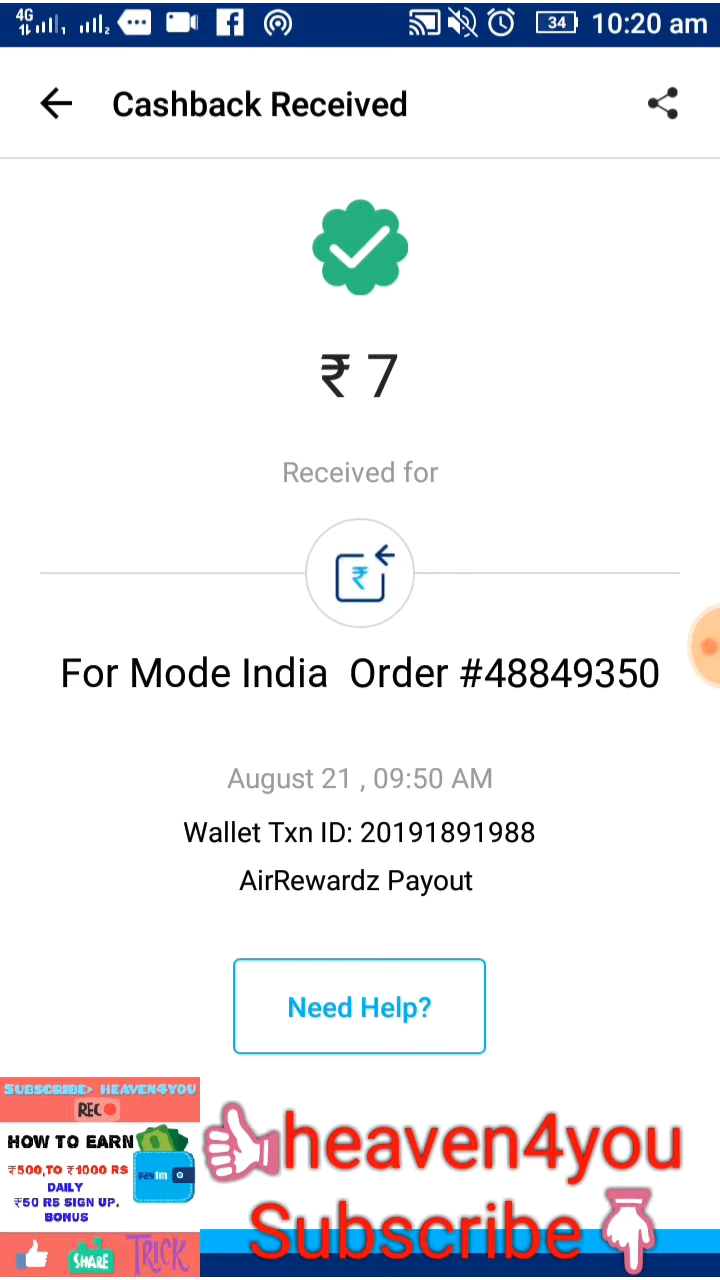 4G 1 2 34 10:20 am
Cashback Received
₹ 7
Received for
₹
For Mode India Order #48849350
August 21 , 09:50 AM
Wallet Txn ID: 20191891988
AirRewardz Payout
Need Help?
SUBSCRIBE> HEAVEN4YOU
REC
HOW TO EARN
₹500,TO ₹1000 RS
DAILY
₹50 RS SIGN UP.
BONUS
Paytm
SHARE TRICK
heaven4you
Subscribe